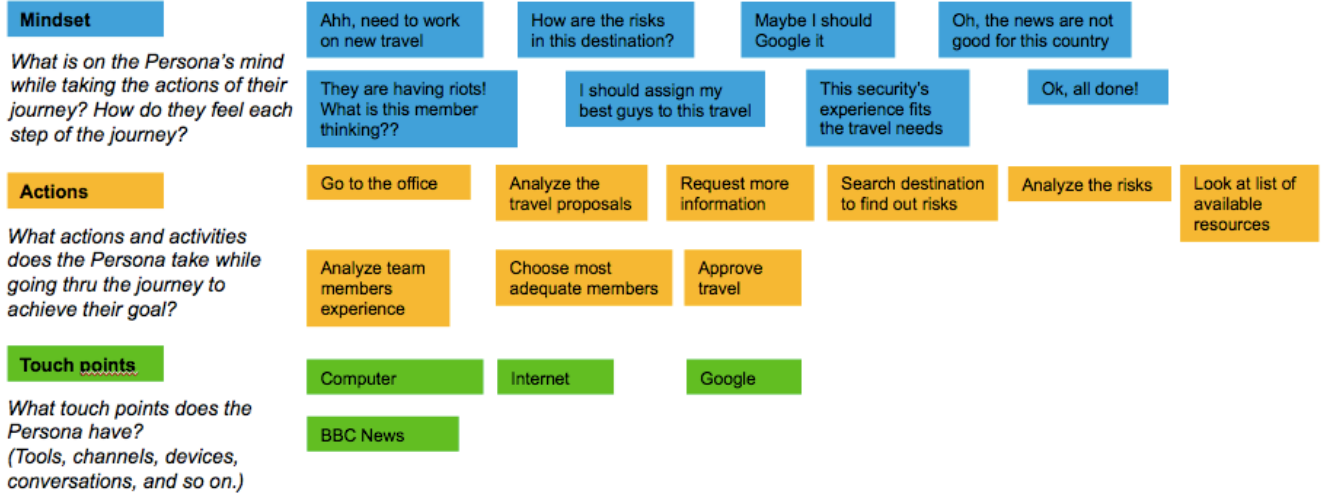 Mindset
What is on the Persona's mind
while taking the actions of their
journey? How do they feel each
step of the journey?
Ahh, need to work
on new travel
How are the risks
in this destination?
Maybe I should
Google it
Oh, the news are not
good for this country
They are having riots!
What is this member
thinking??
I should assign my
best guys to this travel
This security's
experience fits
the travel needs
Ok, all done!
Actions
What actions and activities
does the Persona take while
going thru the journey to
achieve their goal?
Go to the office
Analyze the
travel proposals
Request more
information
Search destination
to find out risks
Analyze the risks
Look at list of
available
resources
Analyze team
members
experience
Choose most
adequate members
Approve
travel
Touch points
What touch points does the
Persona have?
(Tools, channels, devices,
conversations, and so on.)
Computer
Internet
Google
BBC News